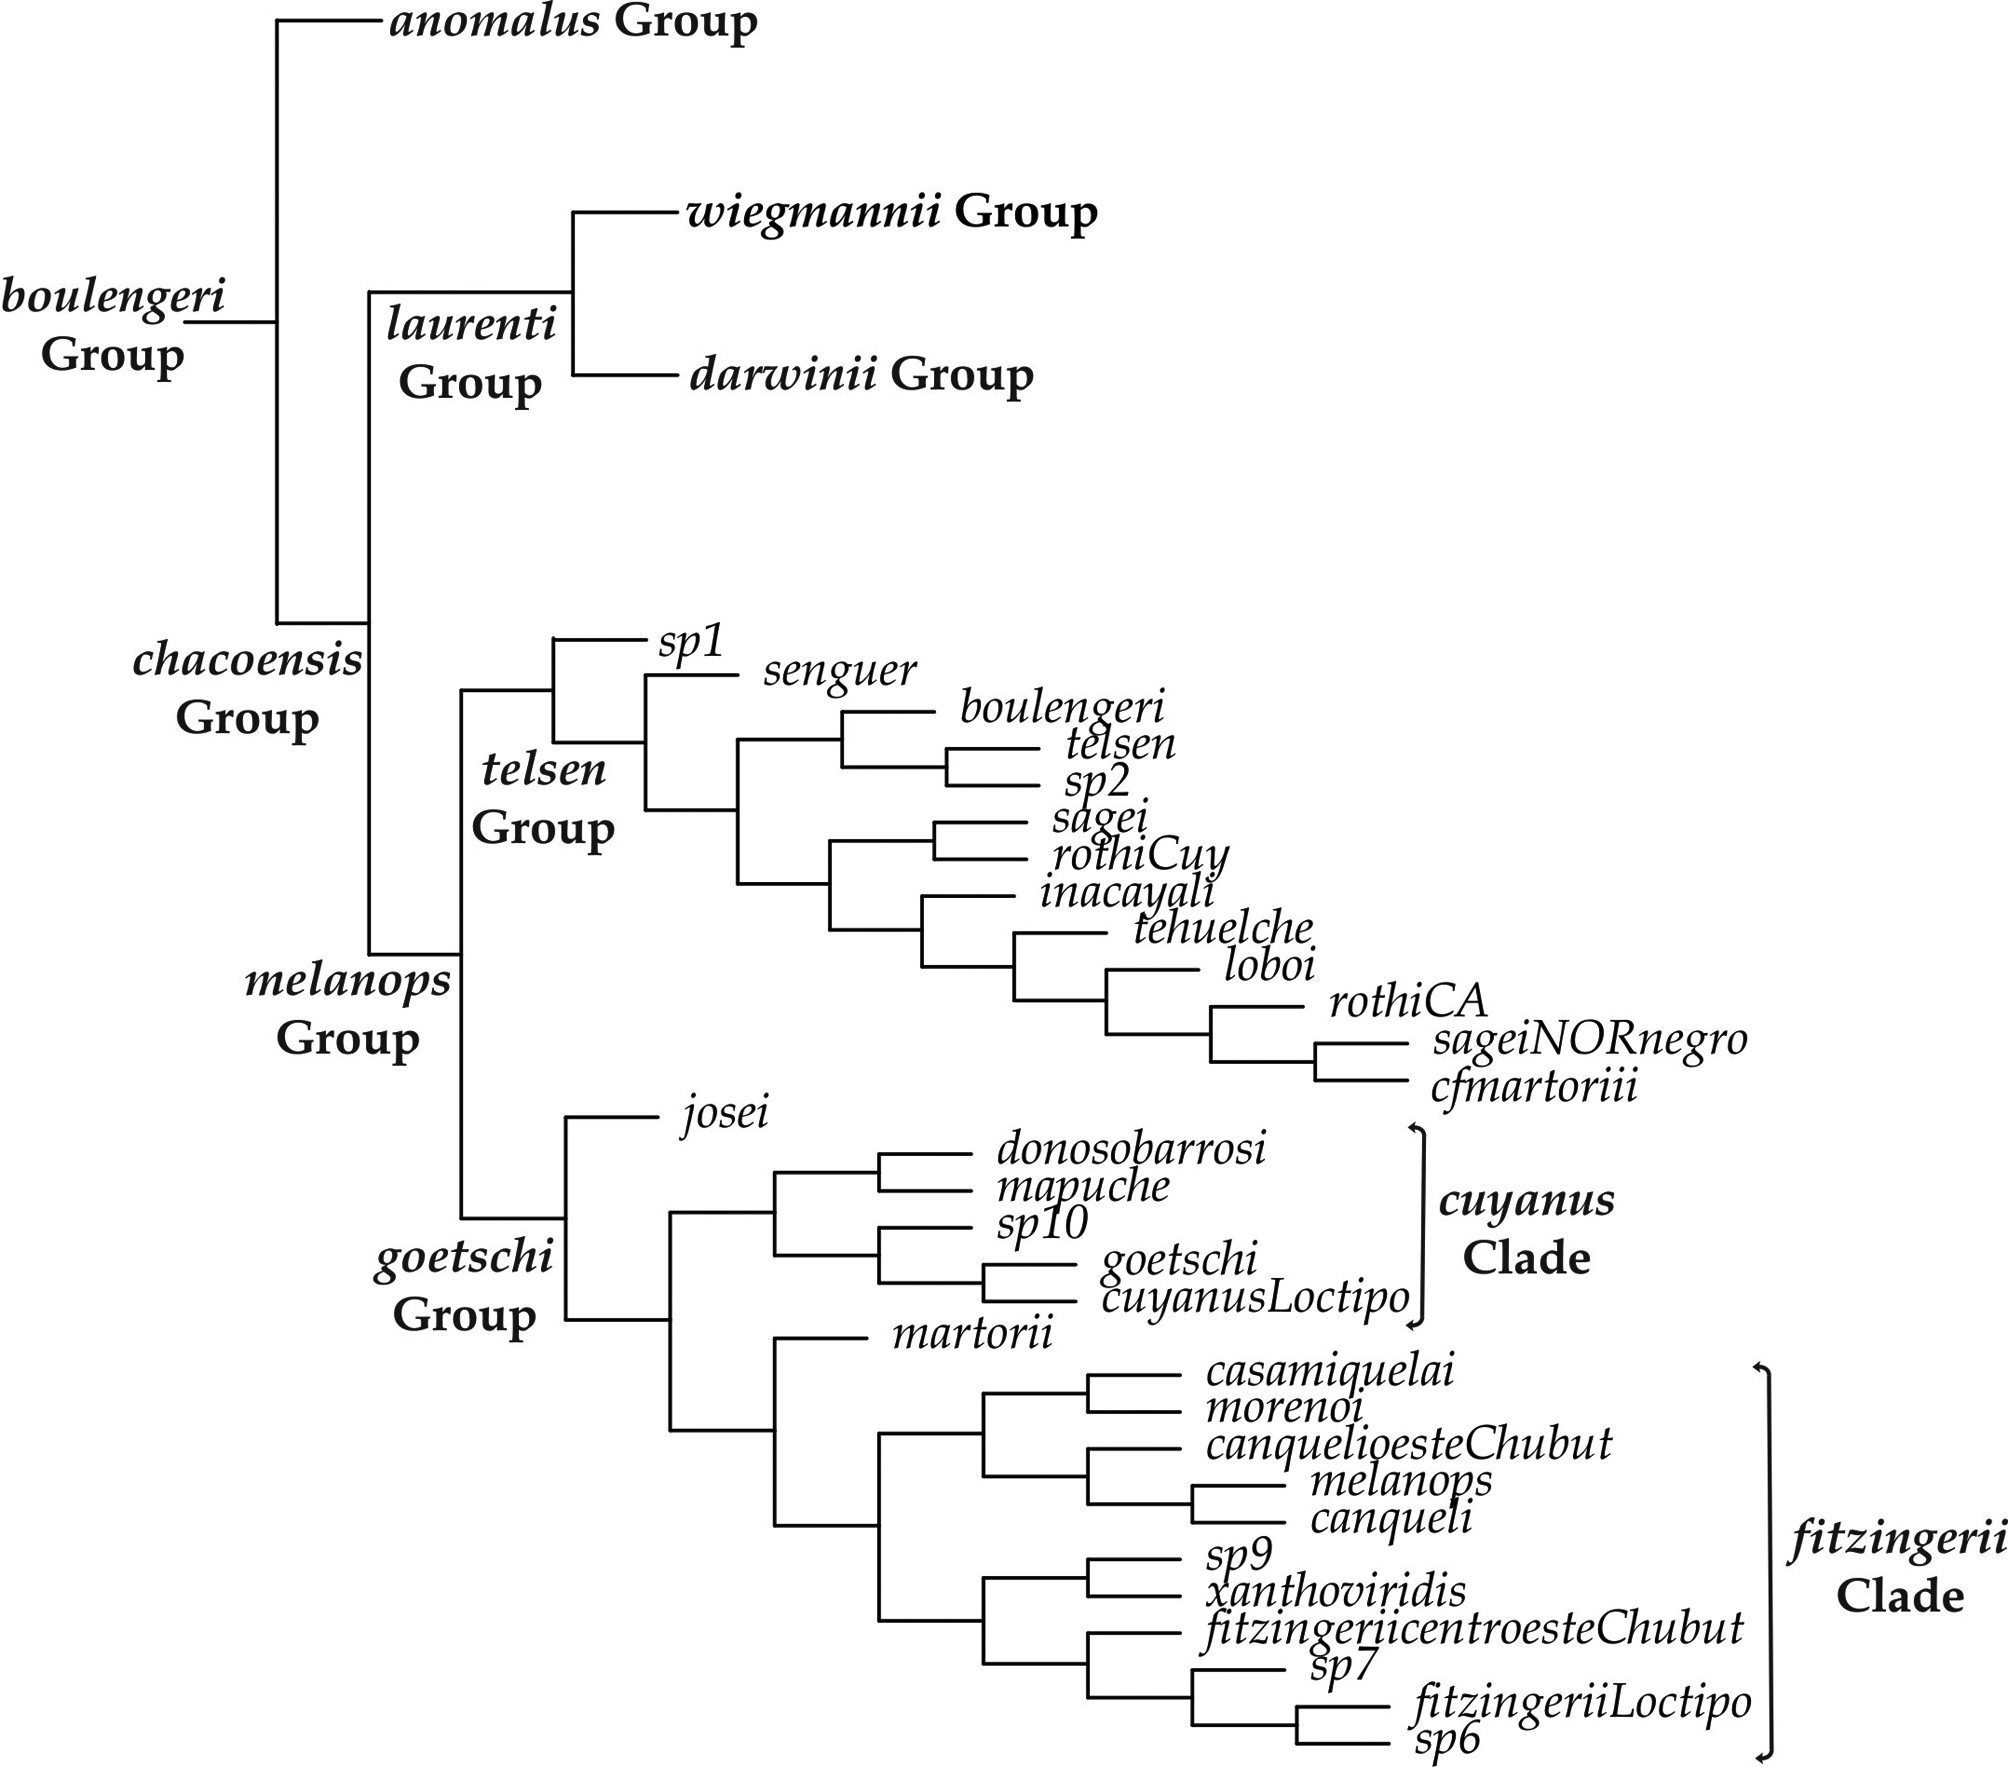 anomalus Group
wiegmannii Group
boulengeri
Group
laurenti
Group
darwinii Group
chacoensis
Group
sp1
senguer
boulengeri
telsen
sp2
telsen
Group
sagei
rothiCuy
inacayali
tehuelche
loboi
melanops
Group
rothiCA
sageiNORnegro
cfmartoriii
josei
donosobarrosi
mapuche
sp10
goetschi
cuyanusLoctipo
cuyanus
Clade
goetschi
Group
martorii
casamiquelai
morenoi
canquelioesteChubut
melanops
canqueli
sp9
xanthoviridis
fitzingeriicentroesteChubut
sp7
fitzingeriiLoctipo
sp6
fitzingerii
Clade